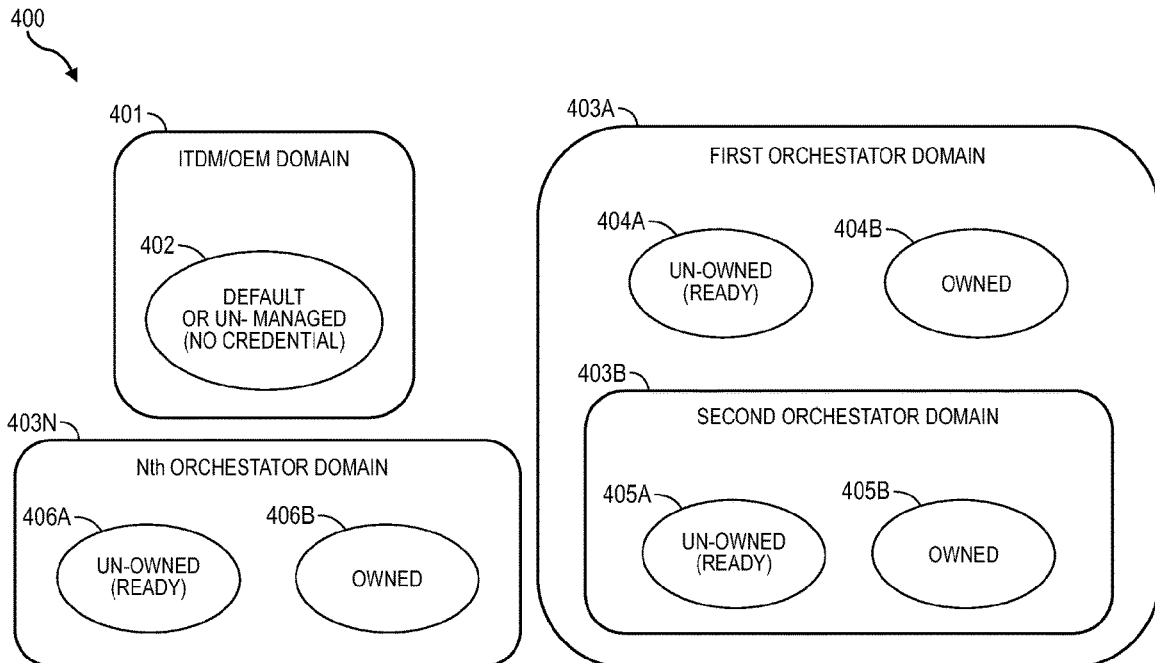 400
401
ITDM/OEM DOMAIN
402
DEFAULT
OR UN- MANAGED
(NO CREDENTIAL)
403A
FIRST ORCHESTATOR DOMAIN
404A
UN-OWNED
(READY)
404B
OWNED
403B
SECOND ORCHESTATOR DOMAIN
405A
UN-OWNED
(READY)
405B
OWNED
403N
Nth ORCHESTATOR DOMAIN
406A
UN-OWNED
(READY)
406B
OWNED